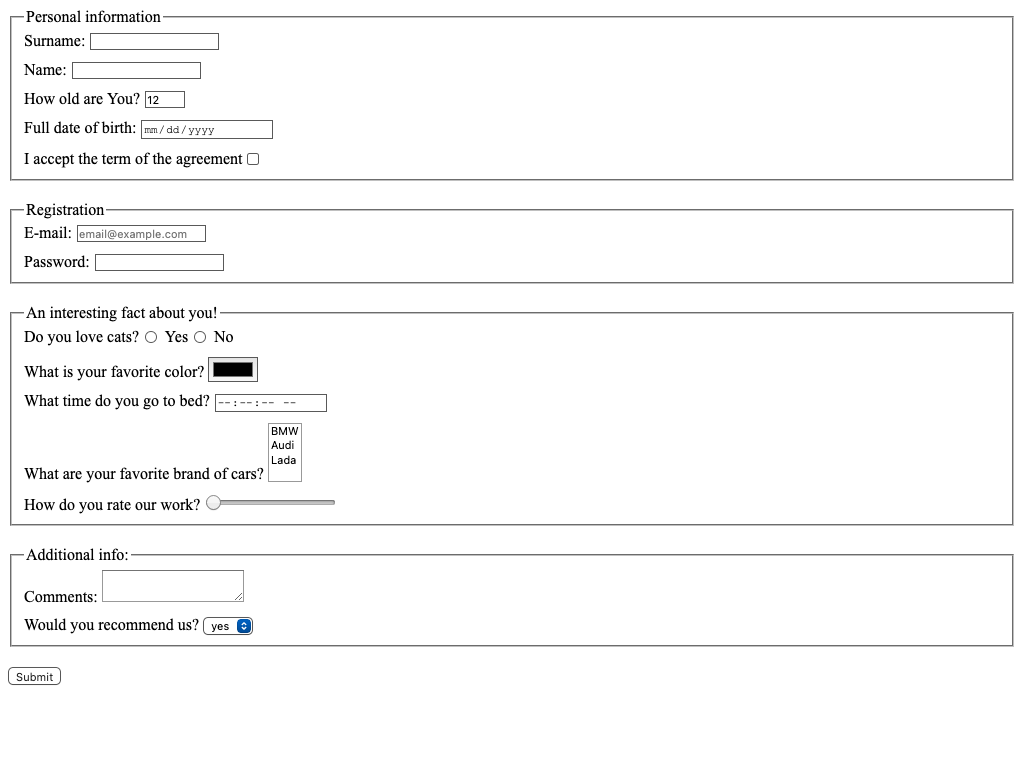 Personal information
Surname:
Name:
How old are You? 12
Full date of birth: mm/dd/yyyy
I accept the term of the agreement
Registration
E-mail: email@example.com
Password:
An interesting fact about you!
Do you love cats? Yes No
What is your favorite color?
What time do you go to bed? --:--:-- --
BMW
Audi
Lada
What are your favorite brand of cars?
How do you rate our work?
Additional info:
Comments:
Would you recommend us? yes
Submit